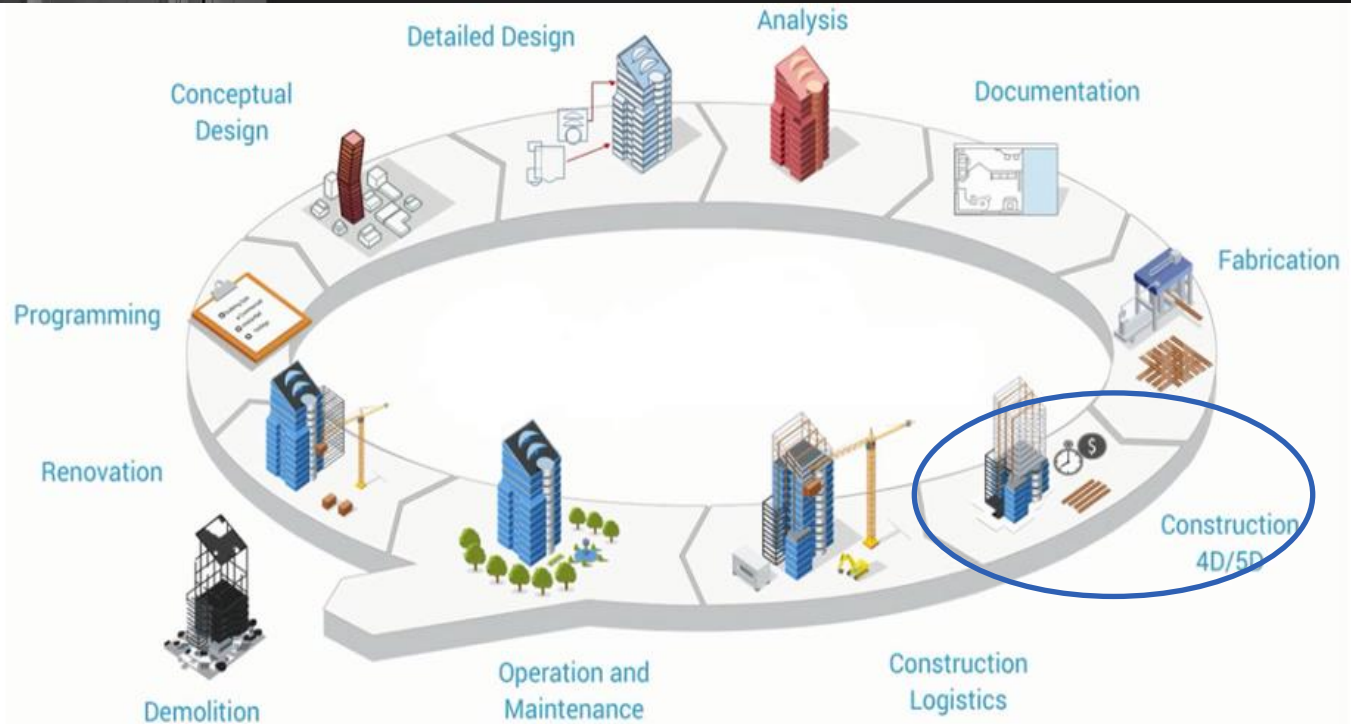 Detailed Design
Analysis
Conceptual
Design
Documentation
Fabrication
Programming
Renovation
$
Construction
4D/5D
Operation and
Maintenance
Construction
Logistics
Demolition